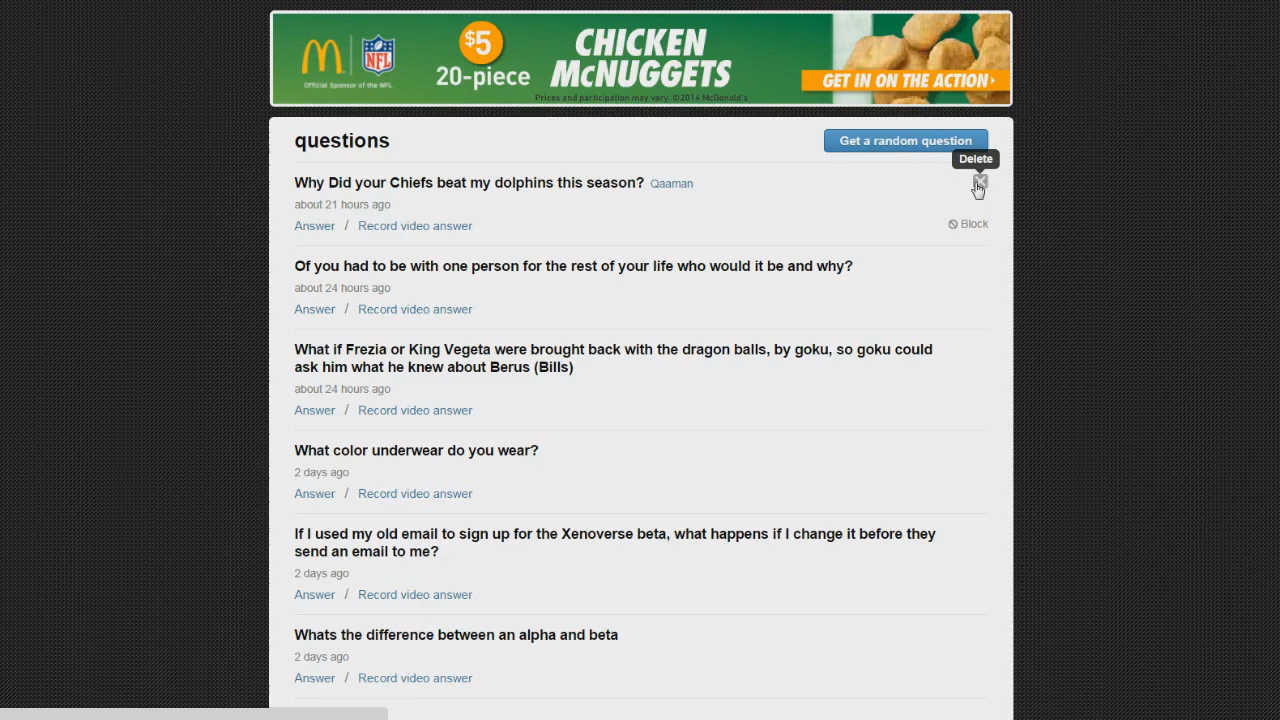 $5
20-piece
CHICKEN
McNUGGETS
Official Sponsor of the NFL
NFL
GET IN ON THE ACTION
Prices and participation may vary. ©2014 McDonald's
questions
Get a random question
Delete
Why Did your Chiefs beat my dolphins this season? Qaaman
about 21 hours ago
Answer / Record video answer
Block
Of you had to be with one person for the rest of your life who would it be and why?
about 24 hours ago
Answer / Record video answer
What if Frezia or King Vegeta were brought back with the dragon balls, by goku, so goku could
ask him what he knew about Berus (Bills)
about 24 hours ago
Answer / Record video answer
What color underwear do you wear?
2 days ago
Answer / Record video answer
If I used my old email to sign up for the Xenoverse beta, what happens if I change it before they
send an email to me?
2 days ago
Answer / Record video answer
Whats the difference between an alpha and beta
2 days ago
Answer / Record video answer